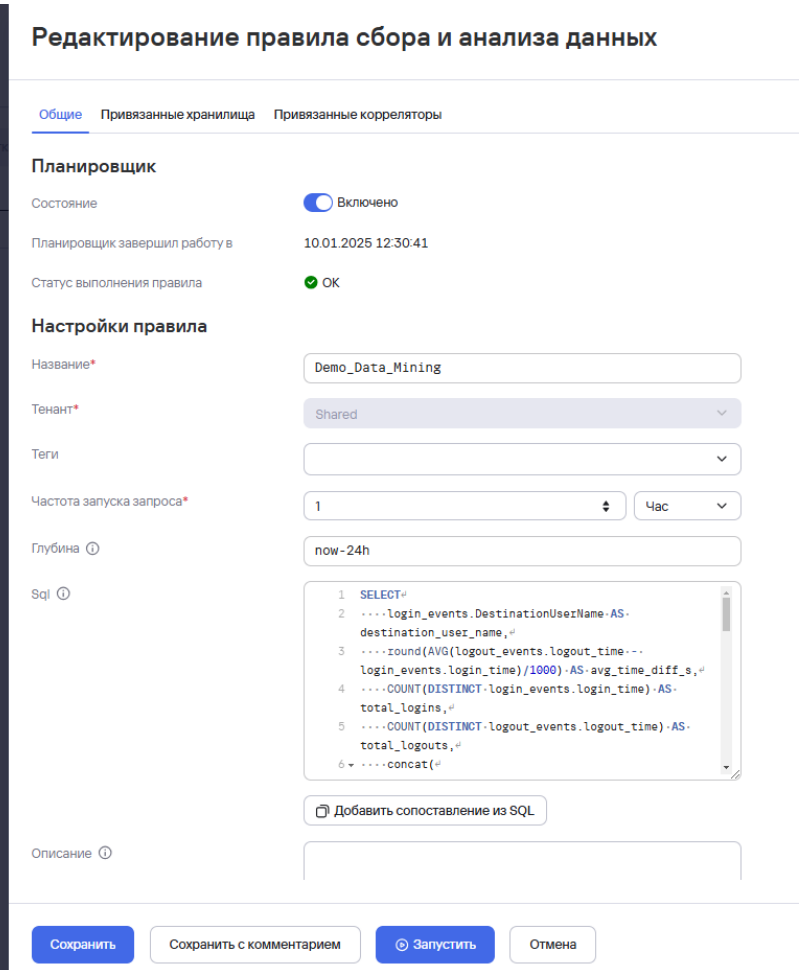 Редактирование правила сбора и анализа данных
Общие Привязанные хранилища Привязанные корреляторы
Планировщик
Состояние Включено
Планировщик завершил работу в 10.01.2025 12:30:41
Статус выполнения правила OK
Настройки правила
Название* Demo_Data_Mining
Тенант* Shared
Теги
Частота запуска запроса* 1 Час
Глубина now-24h
Sql 1 SELECT↵
2 ····login_events.DestinationUserName·AS·
destination_user_name,↵
3 ····round(AVG(logout_events.logout_time·-·
login_events.login_time)/1000)·AS·avg_time_diff_s,↵
4 ····COUNT(DISTINCT·login_events.login_time)·AS·
total_logins,↵
5 ····COUNT(DISTINCT·logout_events.logout_time)·AS·
total_logouts,↵
6 ····concat(↵
Добавить сопоставление из SQL
Описание
Сохранить Сохранить с комментарием Запустить Отмена